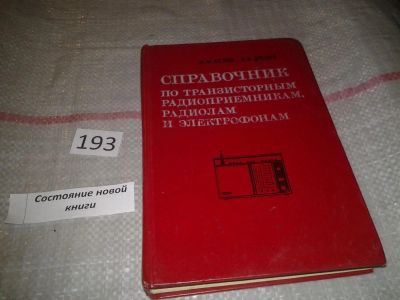 СПРАВОЧНИК
ПО ТРАНЗИСТОРНЫМ
РАДИОПРИЕМНИКАМ,
РАДИОЛАМ
И ЭЛЕКТРОФОНАМ
193
Состояние новой
книги